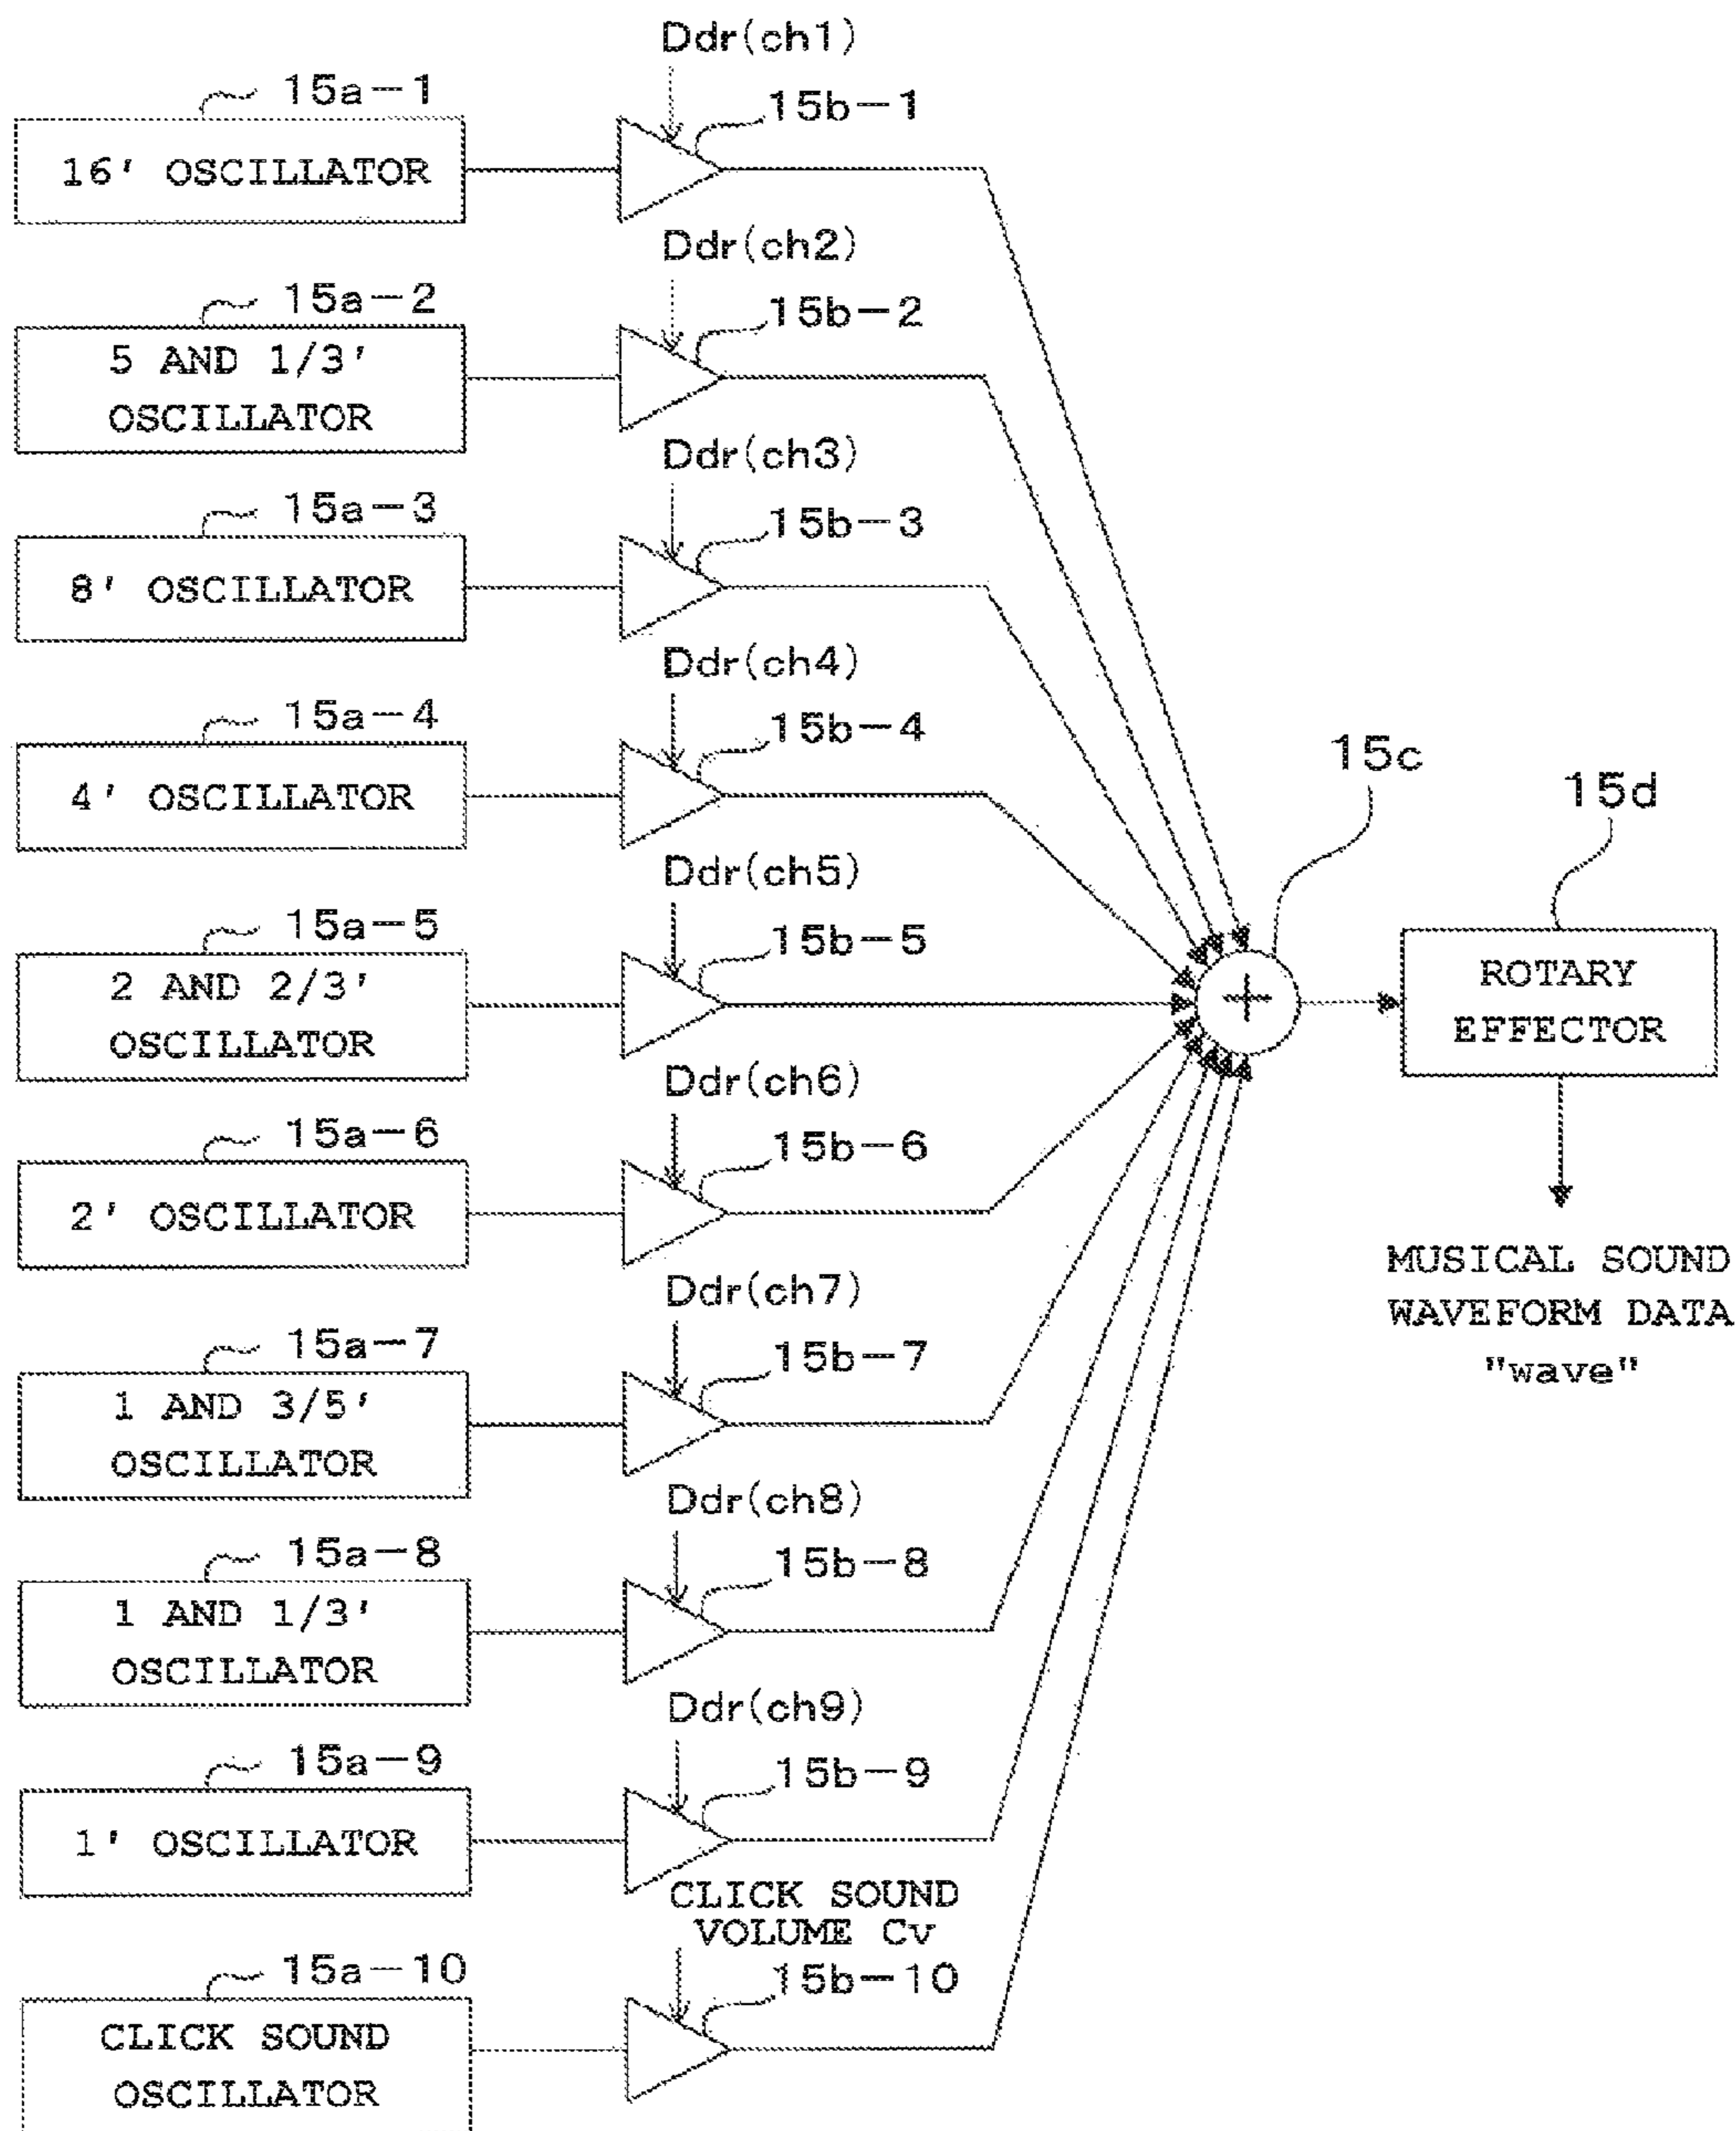 Ddr(ch1)
15a-1
15b-1
16' OSCILLATOR
Ddr(ch2)
15a-2
15b-2
5 AND 1/3'
OSCILLATOR
Ddr(ch3)
15a-3
15b-3
8' OSCILLATOR
Ddr(ch4)
15a-4
15b-4
4' OSCILLATOR
15c
15d
Ddr(ch5)
15a-5
15b-5
2 AND 2/3'
OSCILLATOR
+
ROTARY
EFFECTOR
Ddr(ch6)
15a-6
15b-6
2' OSCILLATOR
MUSICAL SOUND
WAVEFORM DATA
"wave"
Ddr(ch7)
15a-7
15b-7
1 AND 3/5'
OSCILLATOR
Ddr(ch8)
15a-8
15b-8
1 AND 1/3'
OSCILLATOR
Ddr(ch9)
15a-9
15b-9
1' OSCILLATOR
CLICK SOUND
VOLUME Cv
15a-10
15b-10
CLICK SOUND
OSCILLATOR